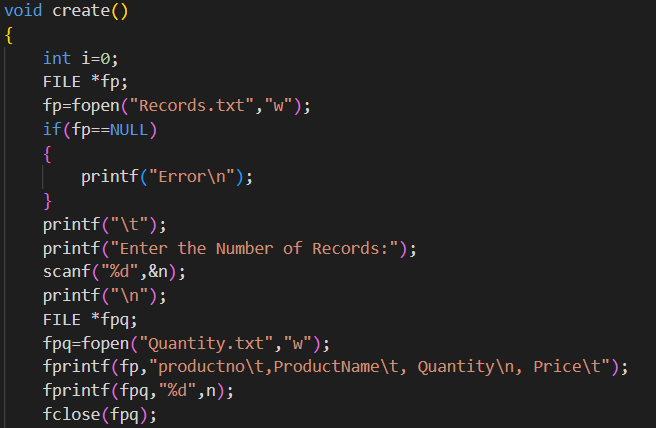 void create()
{
    int i=0;
    FILE *fp;
    fp=fopen("Records.txt","w");
    if(fp==NULL)
    {
        printf("Error\n");
    }
    printf("\t");
    printf("Enter the Number of Records:");
    scanf("%d",&n);
    printf("\n");
    FILE *fpq;
    fpq=fopen("Quantity.txt","w");
    fprintf(fp,"productno\t,ProductName\t, Quantity\n, Price\t");
    fprintf(fpq,"%d",n);
    fclose(fpq);